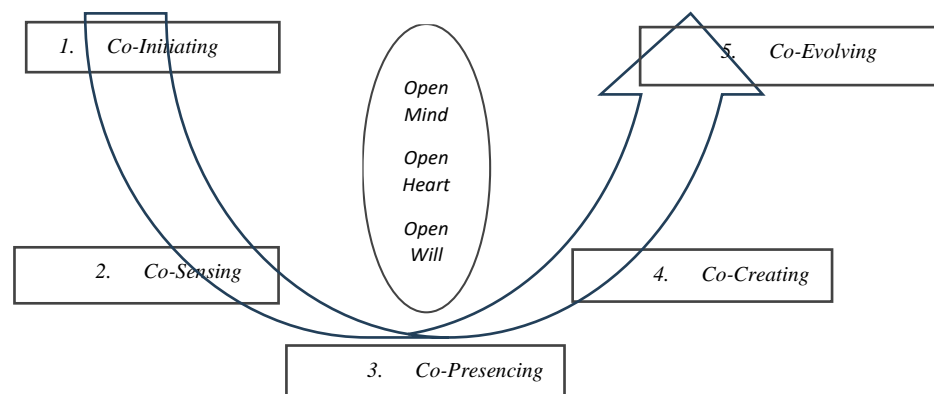 1. Co-Initiating
2. Co-Sensing
3. Co-Presencing
4. Co-Creating
5. Co-Evolving
Open
Mind
Open
Heart
Open
Will